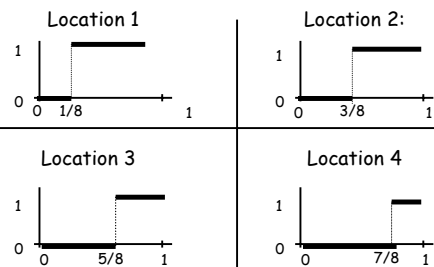 Location 1
1
0
0 1/8 1
Location 2:
1
0
0 3/8 1
Location 3
1
0
0 5/8 1
Location 4
1
0
0 7/8 1